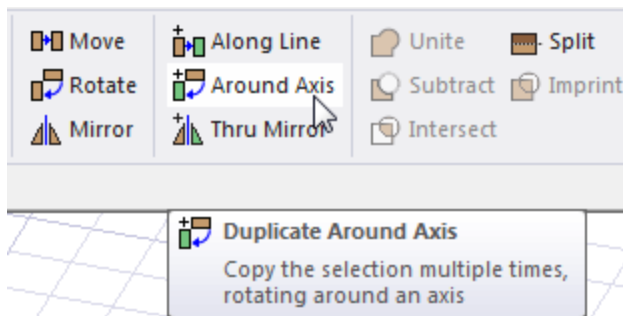 Move
Along Line
Unite
Split
Rotate
Around Axis
Subtract
Imprint
Mirror
Thru Mirror
Intersect
Duplicate Around Axis
Copy the selection multiple times,
rotating around an axis